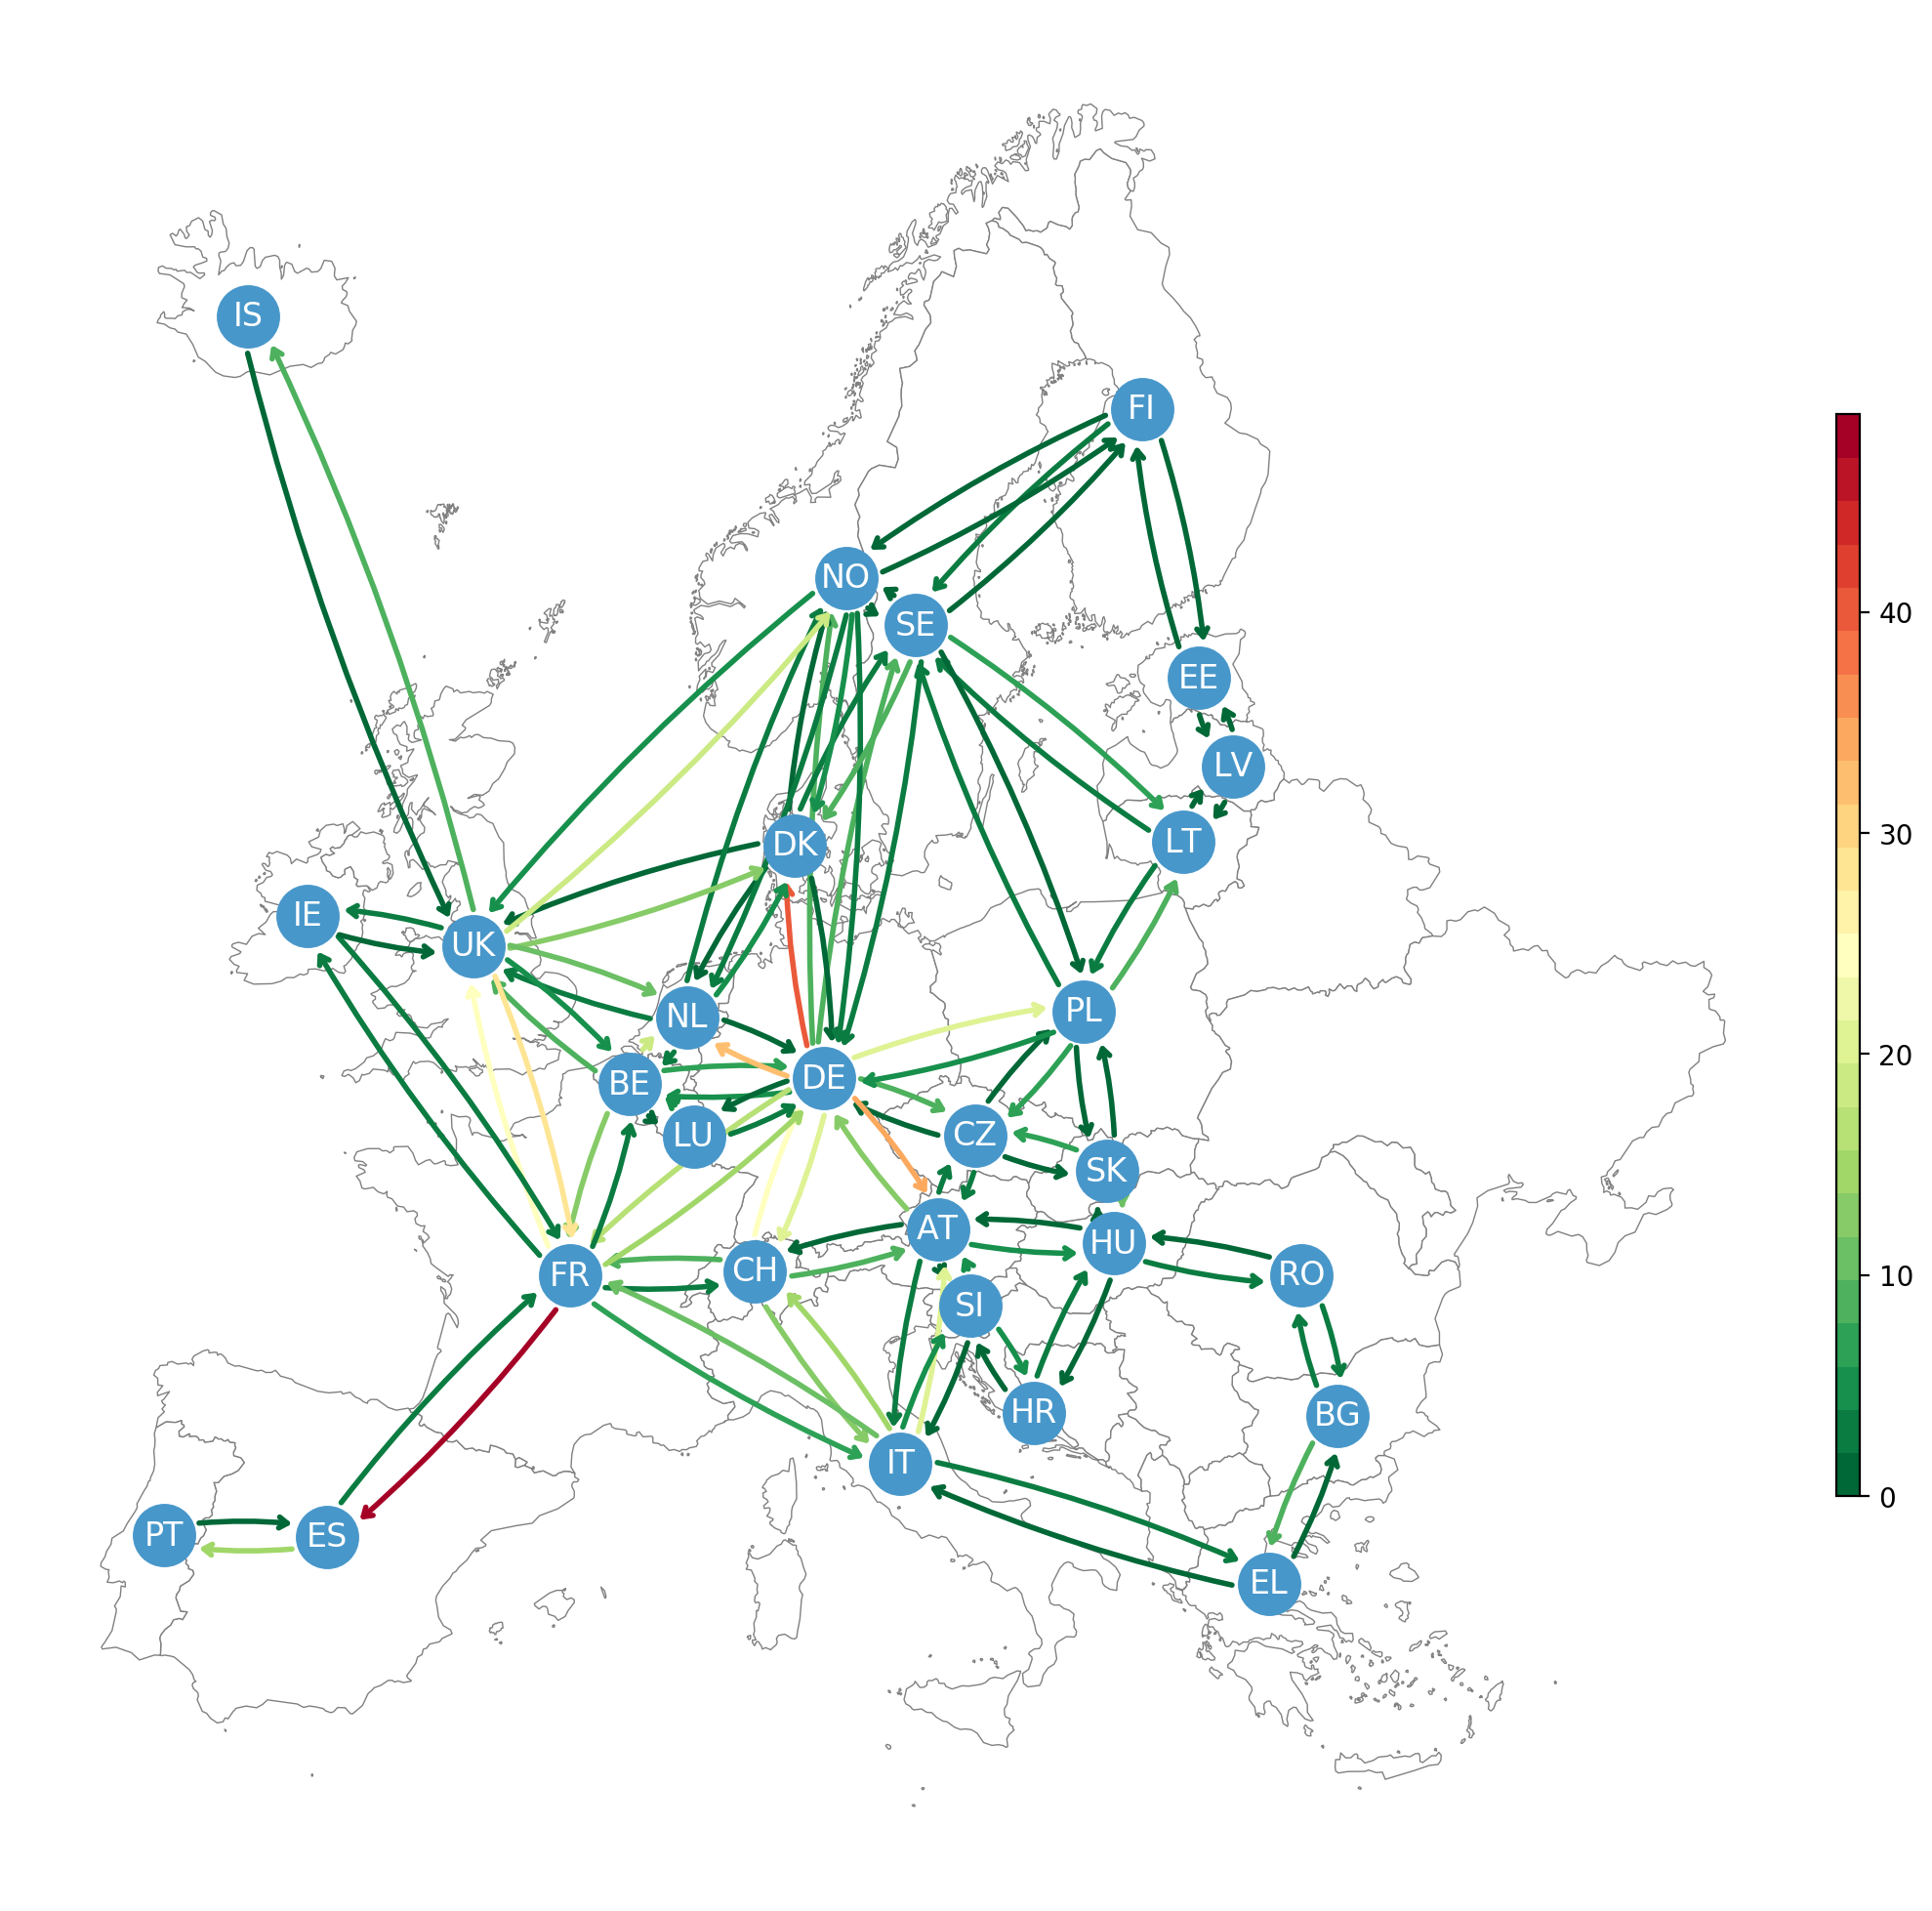 IS
FI
NO
SE
40
EE
LV
DK
LT
30
IE
UK
NL
PL
DE
20
BE
LU
CZ
SK
AT
HU
FR
CH
RO
10
SI
HR
BG
IT
0
PT
ES
EL